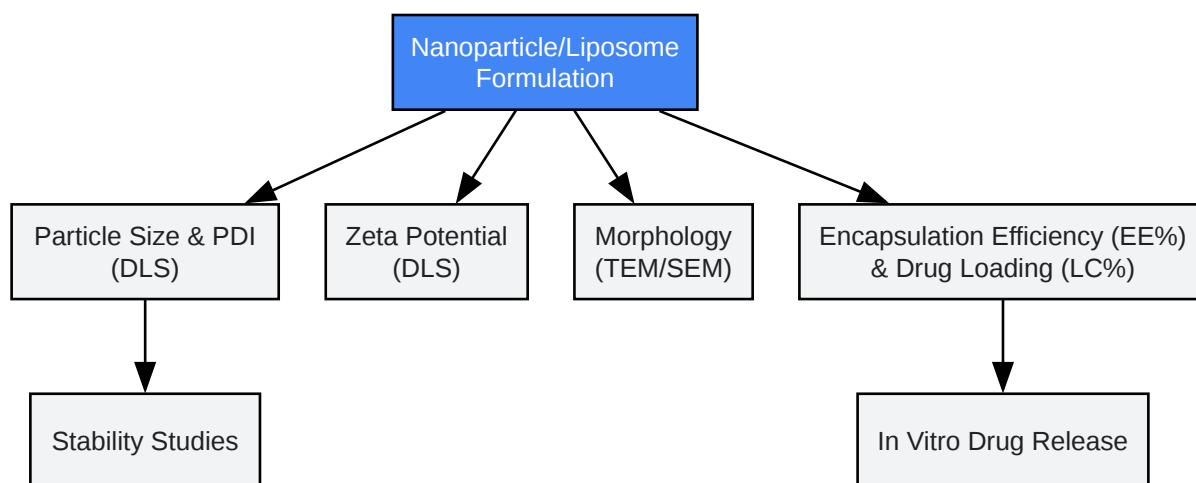 Nanoparticle/Liposome
Formulation
Particle Size & PDI
(DLS)
Zeta Potential
(DLS)
Morphology
(TEM/SEM)
Encapsulation Efficiency (EE%)
& Drug Loading (LC%)
Stability Studies
In Vitro Drug Release